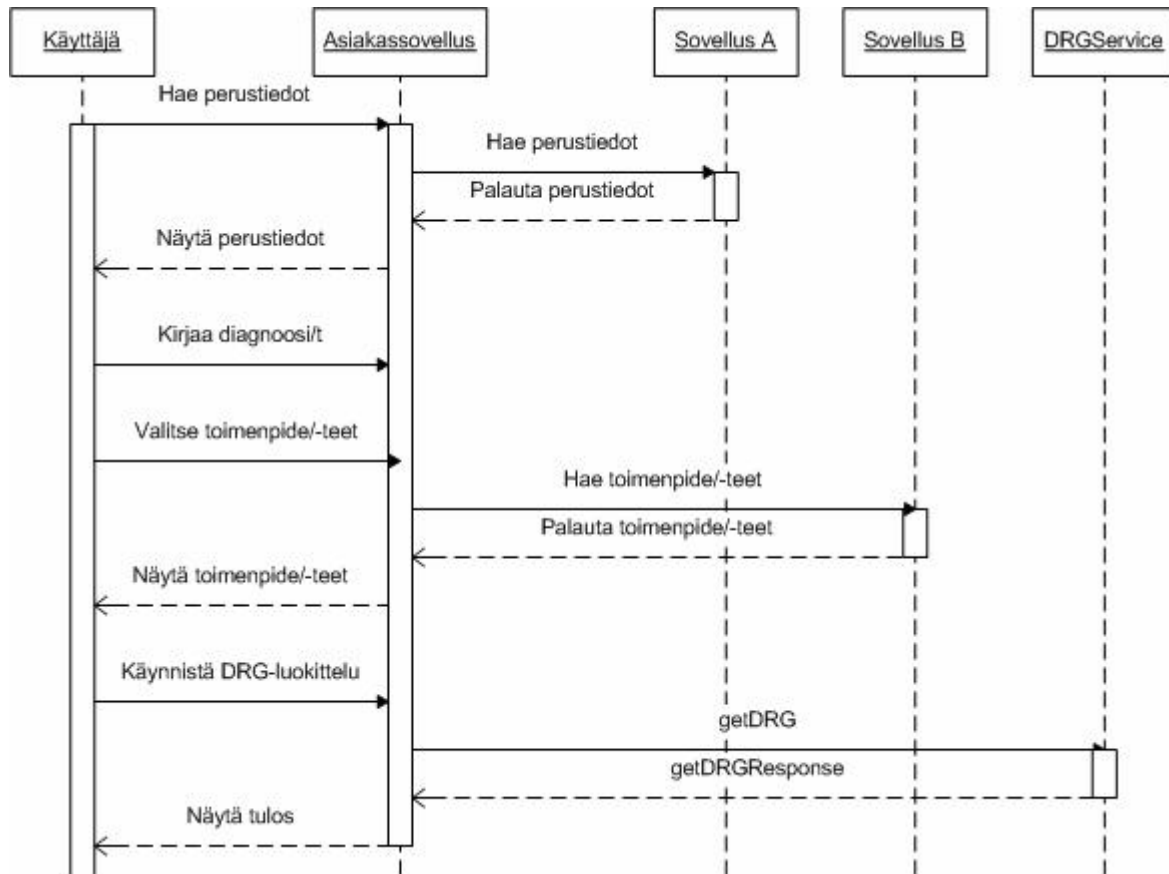 Käyttäjä
Asiakassovellus
Sovellus A
Sovellus B
DRGService
Hae perustiedot
Hae perustiedot
Palauta perustiedot
Näytä perustiedot
Kirjaa diagnoosi/t
Valitse toimenpide/-teet
Hae toimenpide/-teet
Palauta toimenpide/-teet
Näytä toimenpide/-teet
Käynnistä DRG-luokittelu
getDRG
getDRGResponse
Näytä tulos